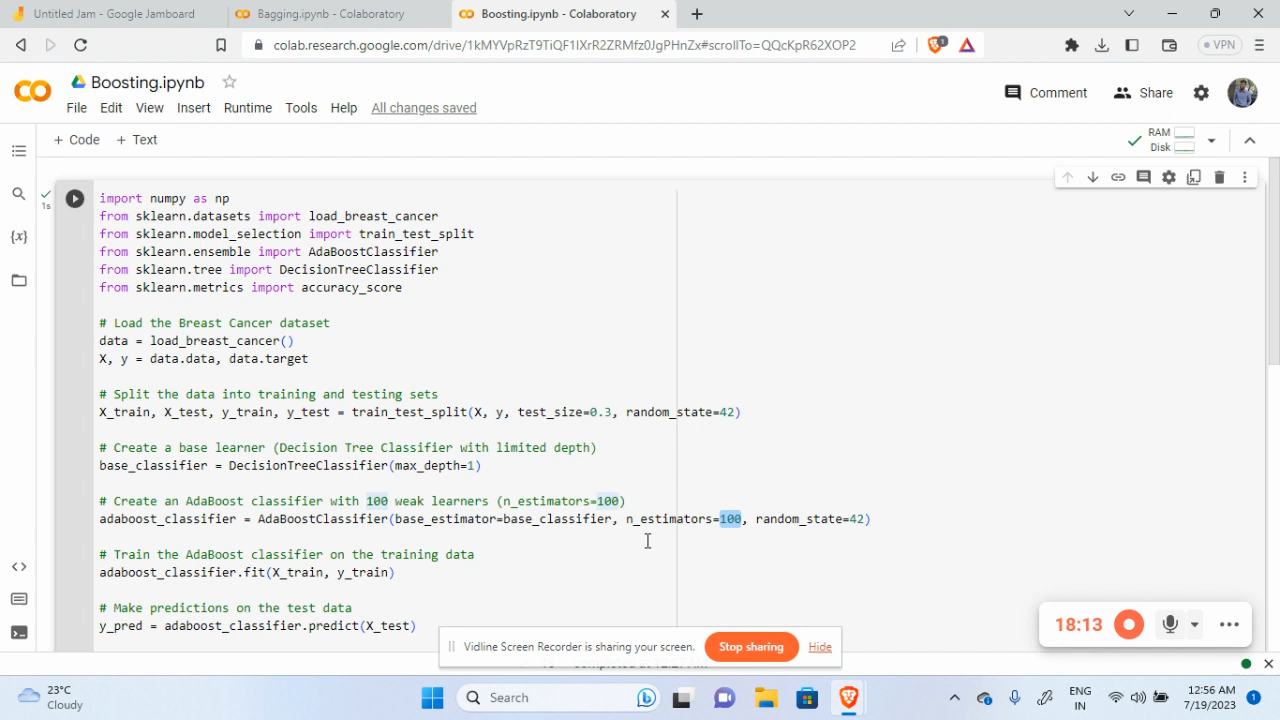 Untitled Jam - Google Jamboard
Bagging.ipynb - Colaboratory
Boosting.ipynb - Colaboratory
colab.research.google.com/drive/1kMYVpRzT9TiQF1IXrR2ZRMfz0JgPHnZx#scrollTo=QQcKpR62XOP2
1
VPN
Boosting.ipynb
File Edit View Insert Runtime Tools Help All changes saved
Comment
Share
+ Code + Text
RAM
Disk
1s
import numpy as np
from sklearn.datasets import load_breast_cancer
from sklearn.model_selection import train_test_split
from sklearn.ensemble import AdaBoostClassifier
from sklearn.tree import DecisionTreeClassifier
from sklearn.metrics import accuracy_score
# Load the Breast Cancer dataset
data = load_breast_cancer()
X, y = data.data, data.target
# Split the data into training and testing sets
X_train, X_test, y_train, y_test = train_test_split(X, y, test_size=0.3, random_state=42)
# Create a base learner (Decision Tree Classifier with limited depth)
base_classifier = DecisionTreeClassifier(max_depth=1)
# Create an AdaBoost classifier with 100 weak learners (n_estimators=100)
adaboost_classifier = AdaBoostClassifier(base_estimator=base_classifier, n_estimators=100, random_state=42)
# Train the AdaBoost classifier on the training data
adaboost_classifier.fit(X_train, y_train)
# Make predictions on the test data
y_pred = adaboost_classifier.predict(X_test)
Vidline Screen Recorder is sharing your screen.
Stop sharing
Hide
18:13
23°C
Cloudy
Search
ENG
IN
12:56 AM
7/19/2023
1